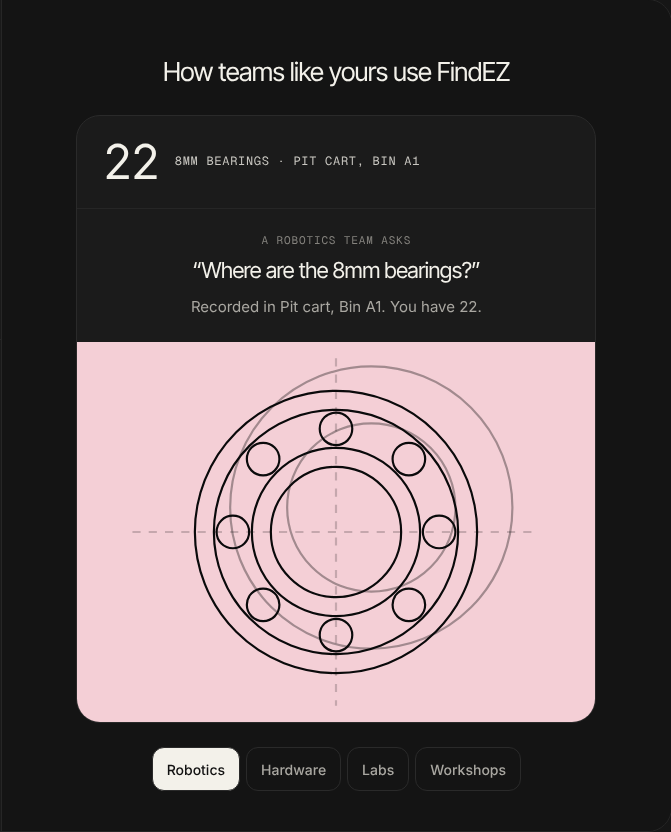 How teams like yours use FindEZ
22
8MM BEARINGS · PIT CART, BIN A1
A ROBOTICS TEAM ASKS
“Where are the 8mm bearings?”
Recorded in Pit cart, Bin A1. You have 22.
Robotics
Hardware
Labs
Workshops